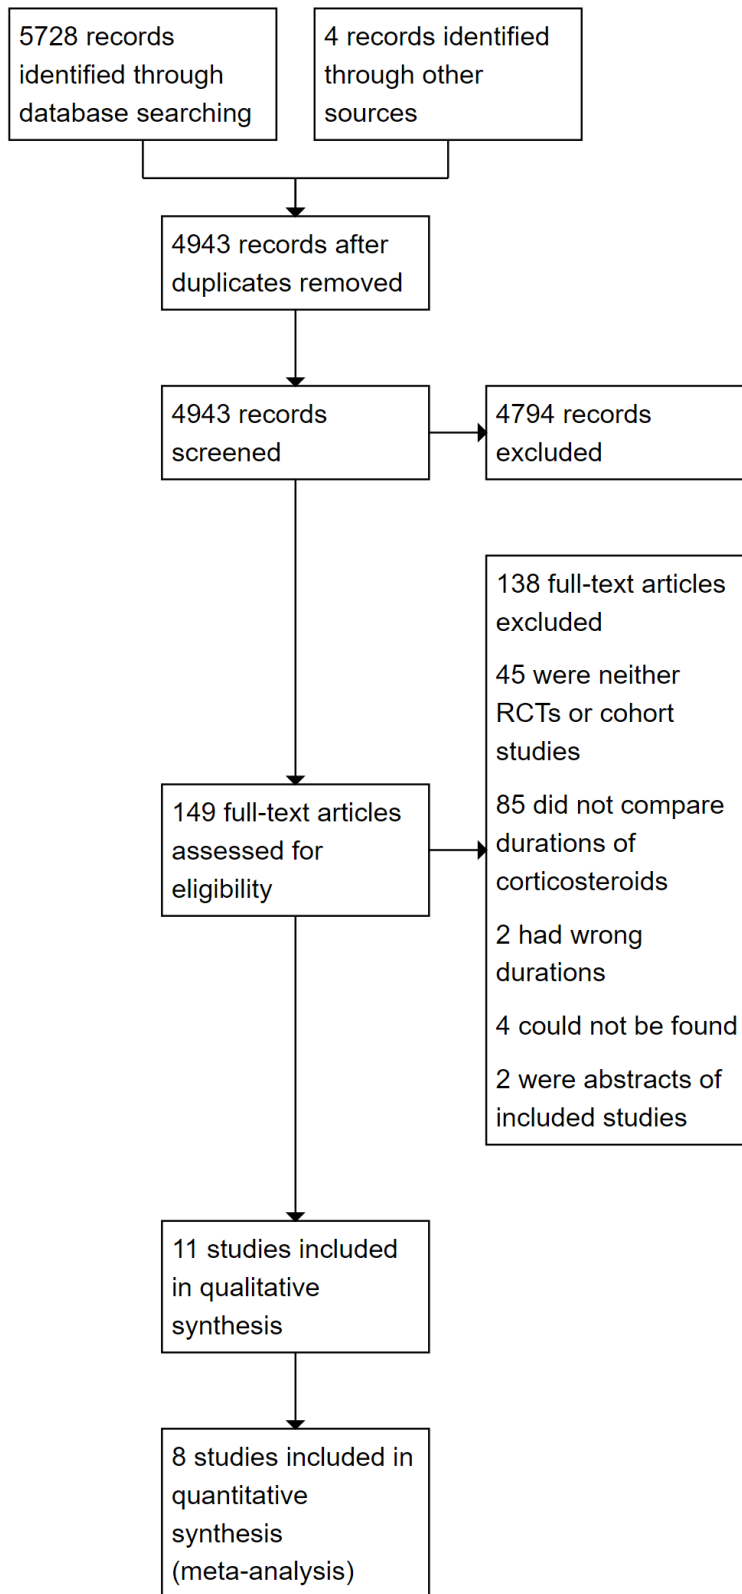 5728 records
identified through
database searching
4 records identified
through other
sources
4943 records after
duplicates removed
4943 records
screened
4794 records
excluded
138 full-text articles
excluded
45 were neither
RCTs or cohort
studies
85 did not compare
durations of
corticosteroids
2 had wrong
durations
4 could not be found
2 were abstracts of
included studies
149 full-text articles
assessed for
eligibility
11 studies included
in qualitative
synthesis
8 studies included in
quantitative
synthesis
(meta-analysis)